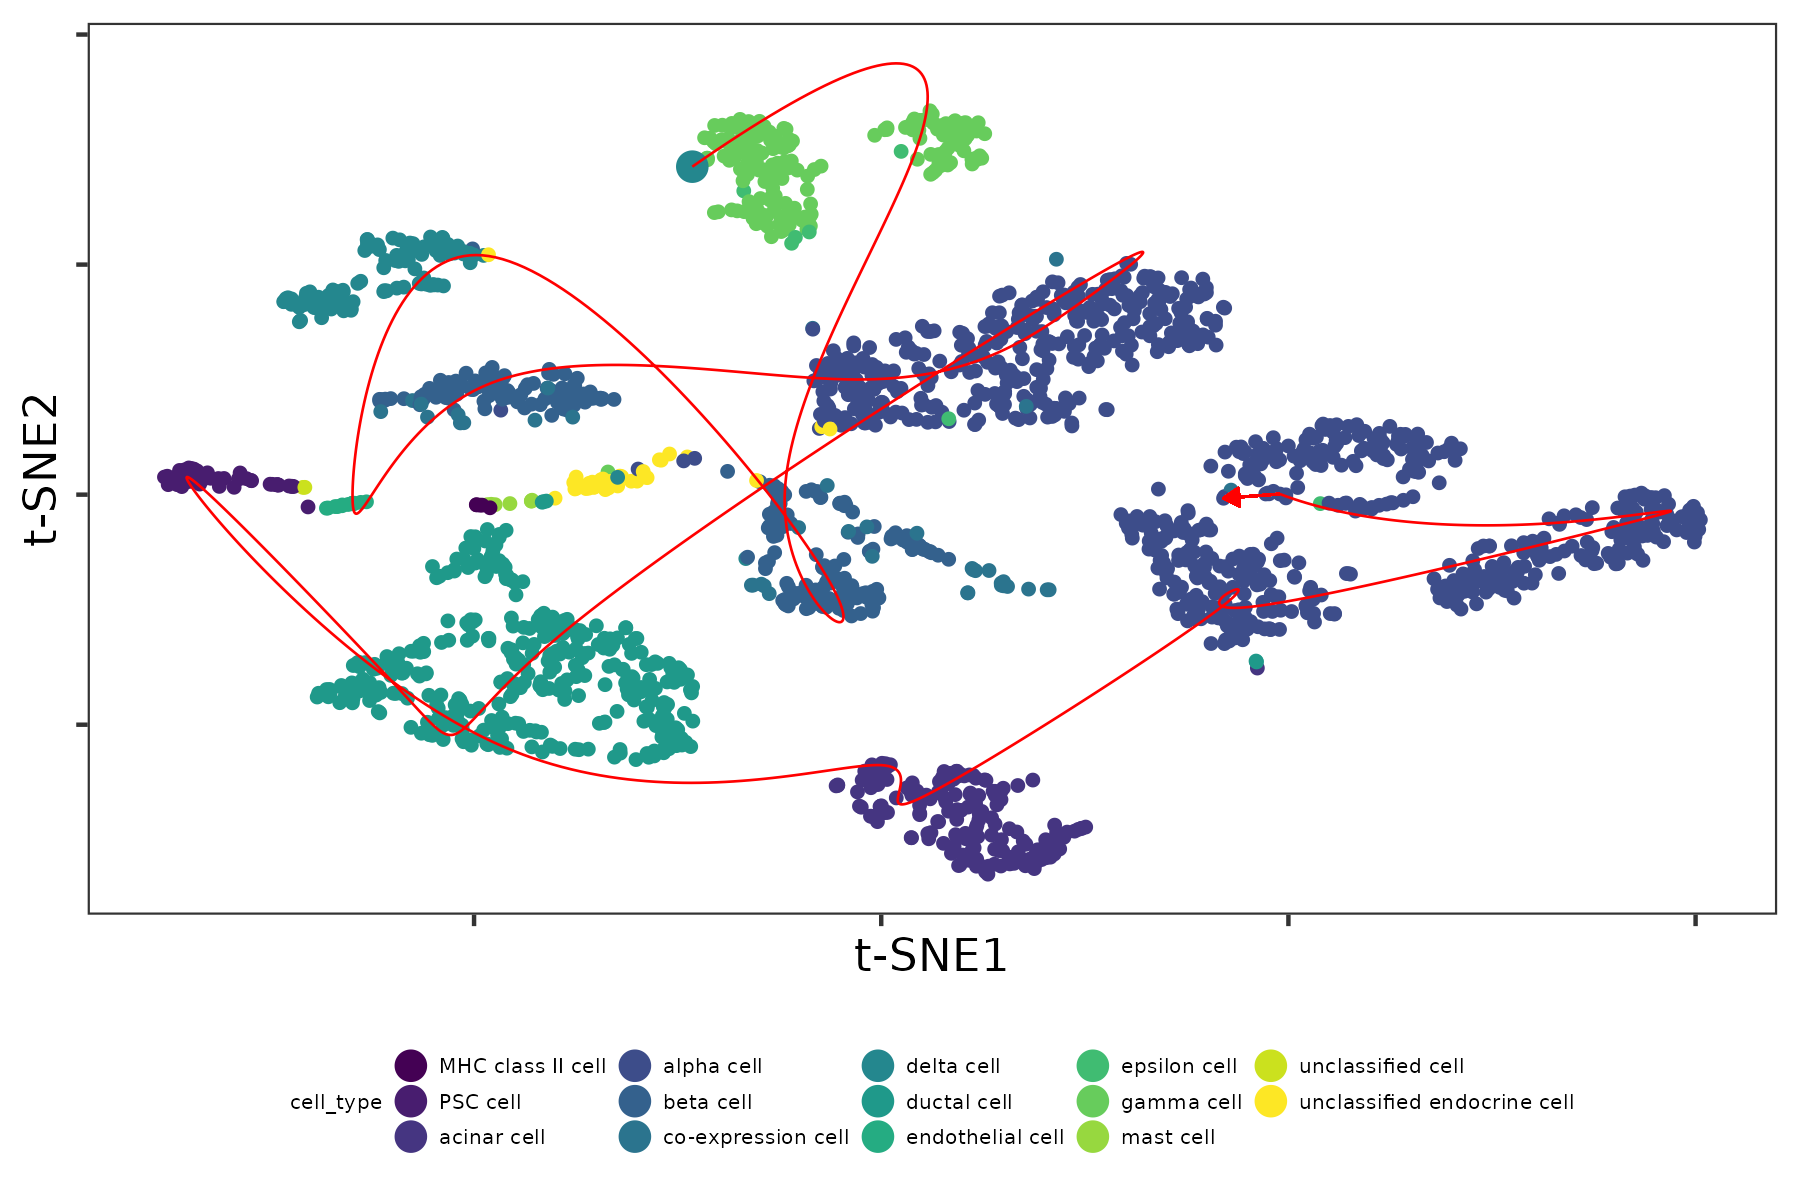 t-SNE2
t-SNE1
cell_type
MHC class II cell
PSC cell
acinar cell
alpha cell
beta cell
co-expression cell
delta cell
ductal cell
endothelial cell
epsilon cell
gamma cell
mast cell
unclassified cell
unclassified endocrine cell